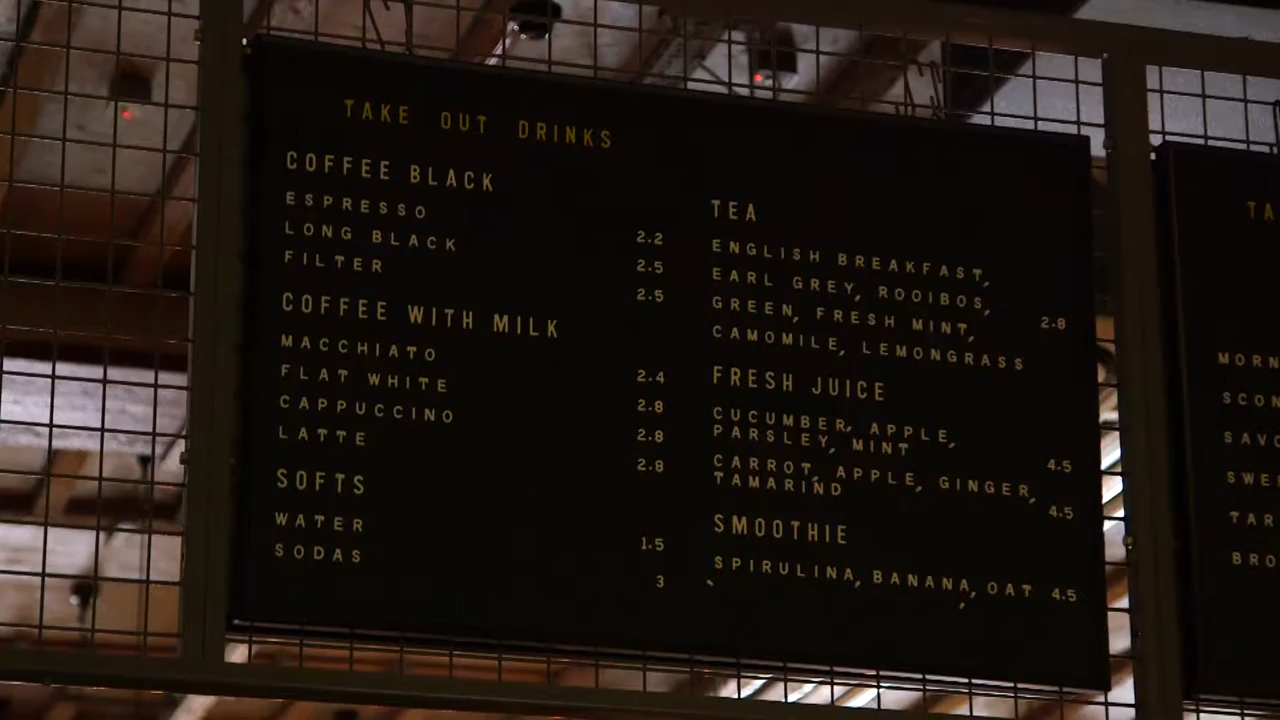 TAKE OUT DRINKS
COFFEE BLACK
ESPRESSO 2.2
LONG BLACK 2.5
FILTER 2.5
COFFEE WITH MILK
MACCHIATO 2.4
FLAT WHITE 2.8
CAPPUCCINO 2.8
LATTE 2.8
SOFTS
WATER 1.5
SODAS 3
TEA
ENGLISH BREAKFAST,
EARL GREY, ROOIBOS,
GREEN, FRESH MINT, 2.8
CAMOMILE, LEMONGRASS
FRESH JUICE
CUCUMBER, APPLE,
PARSLEY, MINT 4.5
CARROT, APPLE, GINGER,
TAMARIND 4.5
SMOOTHIE
SPIRULINA, BANANA, OAT 4.5